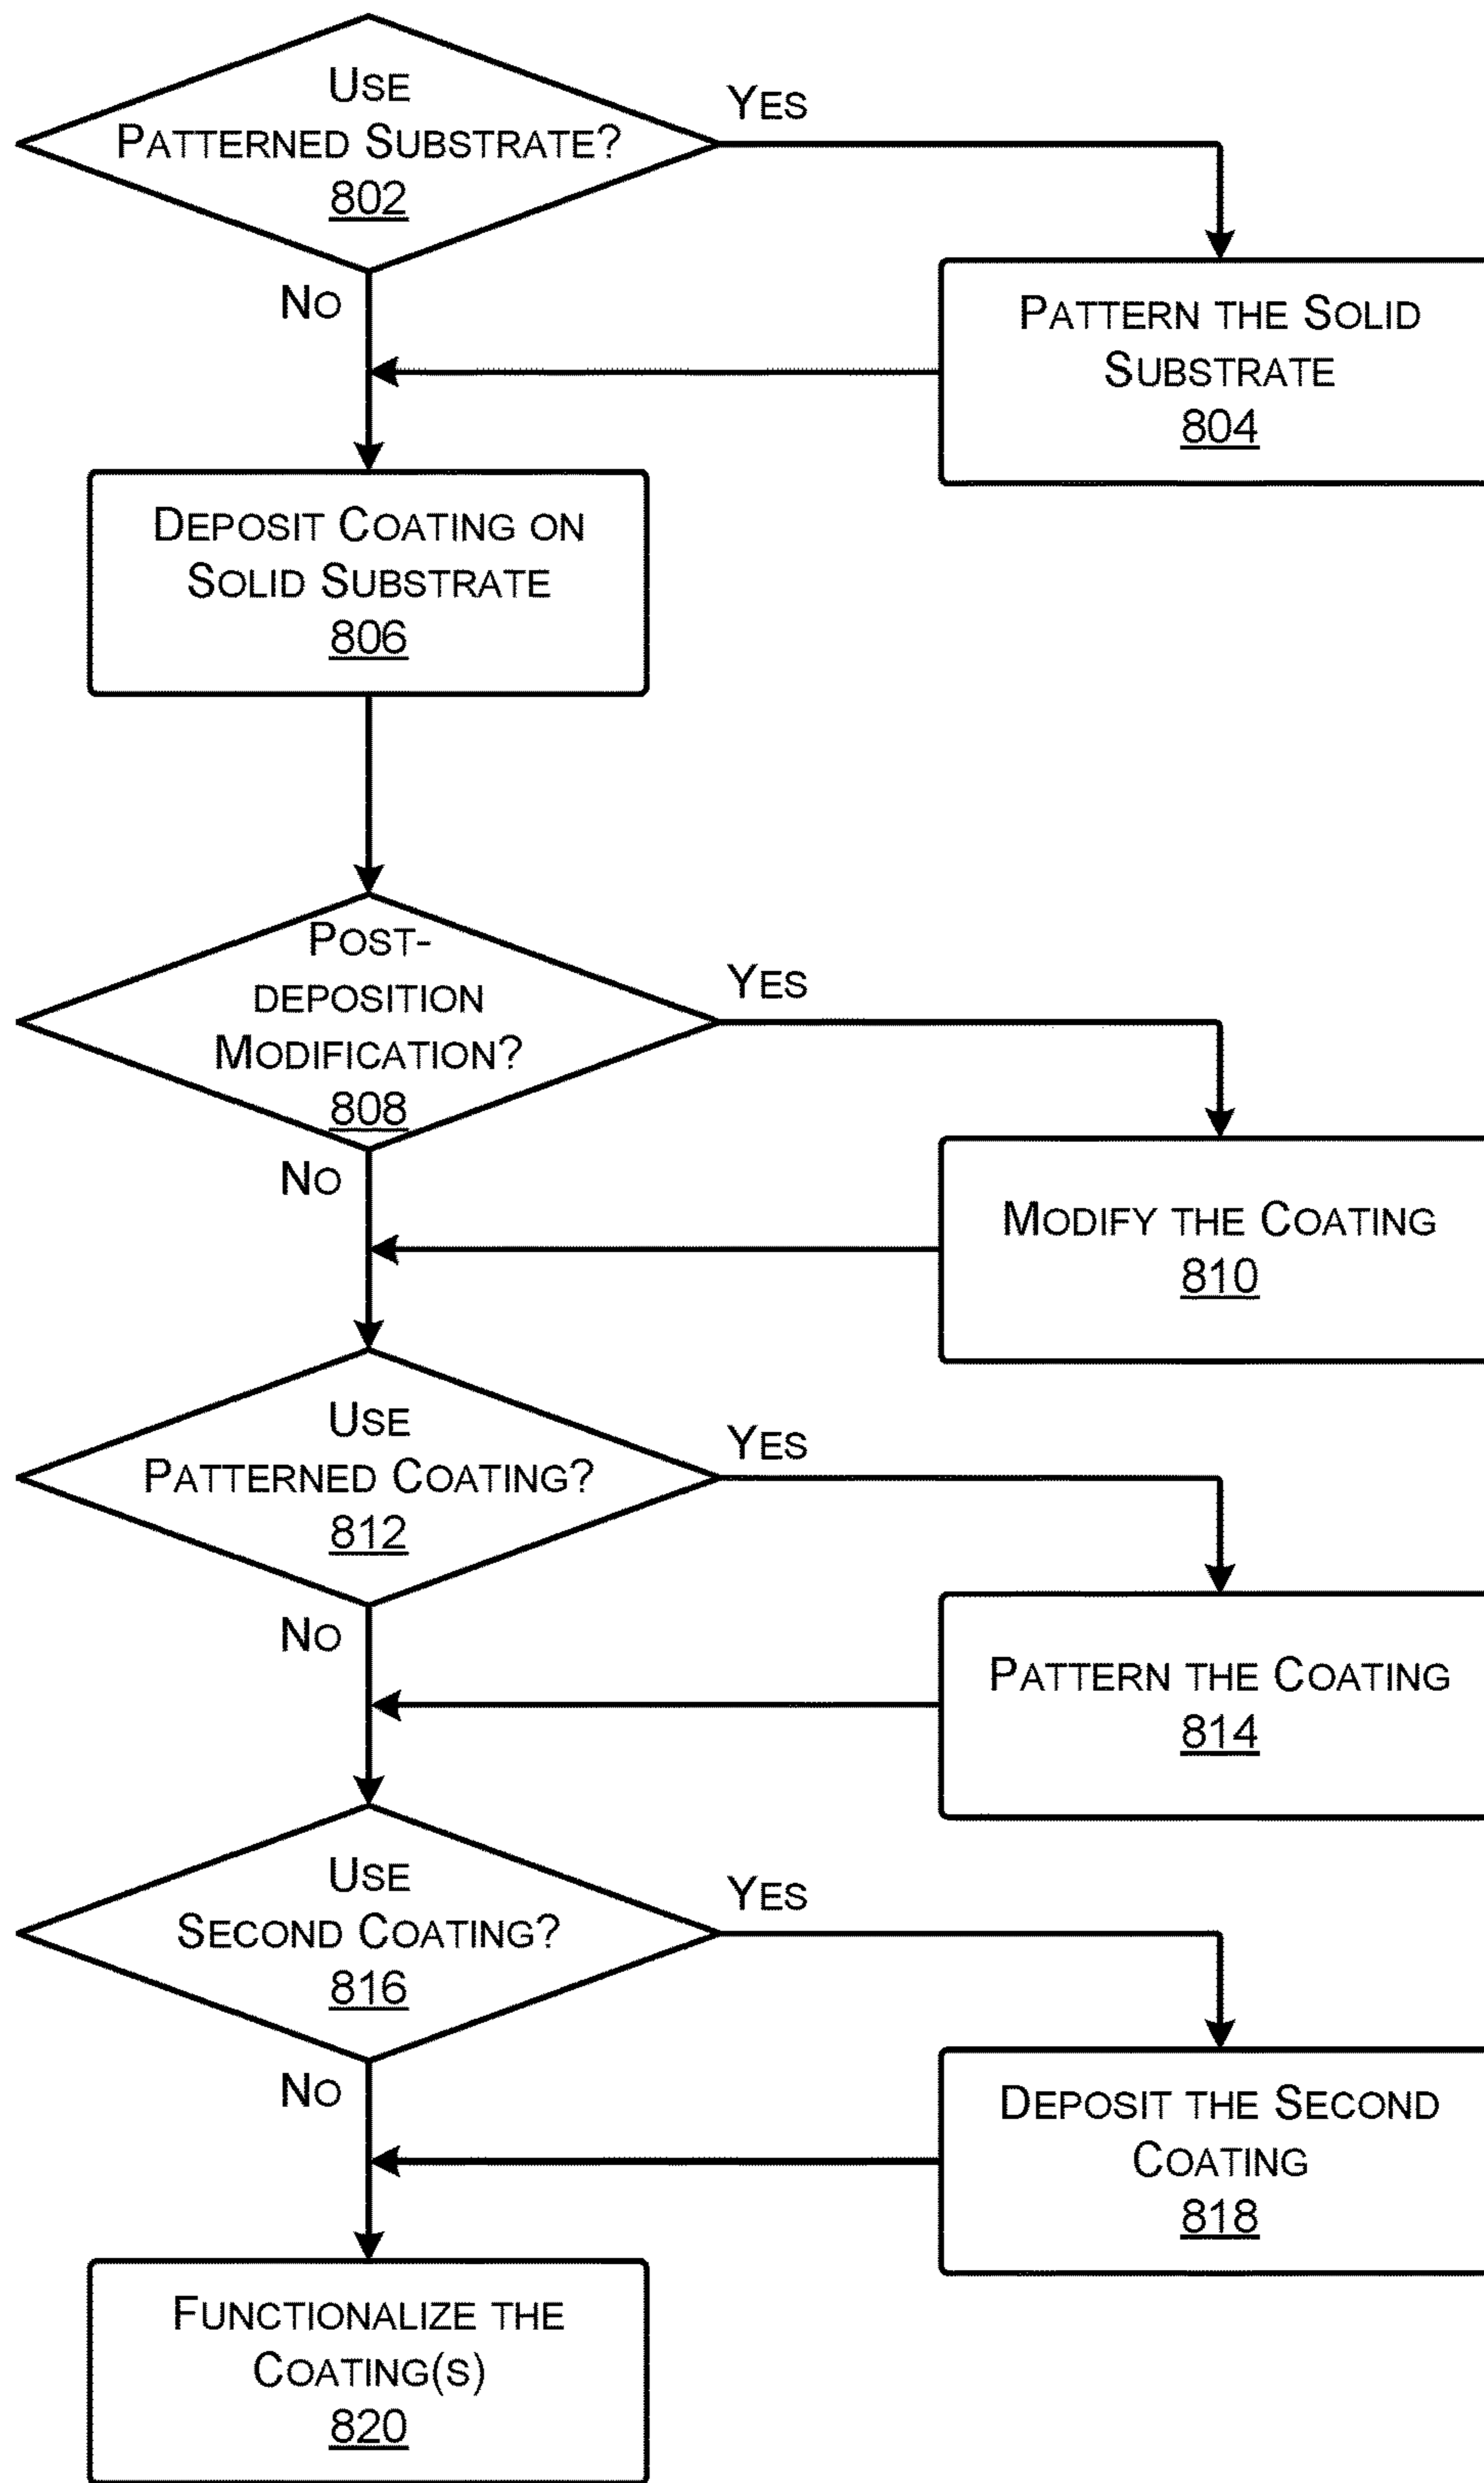 USE
PATTERNED SUBSTRATE?
802
YES
NO
PATTERN THE SOLID
SUBSTRATE
804
DEPOSIT COATING ON
SOLID SUBSTRATE
806
POST-
DEPOSITION
MODIFICATION?
808
YES
NO
MODIFY THE COATING
810
USE
PATTERNED COATING?
812
YES
NO
PATTERN THE COATING
814
USE
SECOND COATING?
816
YES
NO
DEPOSIT THE SECOND
COATING
818
FUNCTIONALIZE THE
COATING(S)
820